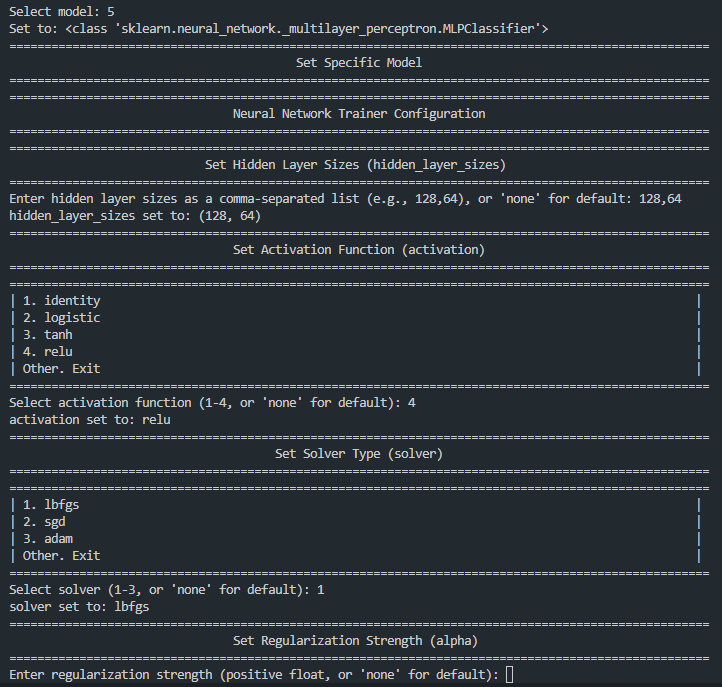 Select model: 5
Set to: <class 'sklearn.neural_network._multilayer_perceptron.MLPClassifier'>
====================================================================================================
Set Specific Model
====================================================================================================
====================================================================================================
Neural Network Trainer Configuration
====================================================================================================
====================================================================================================
Set Hidden Layer Sizes (hidden_layer_sizes)
====================================================================================================
Enter hidden layer sizes as a comma-separated list (e.g., 128,64), or 'none' for default: 128,64
hidden_layer_sizes set to: (128, 64)
====================================================================================================
Set Activation Function (activation)
====================================================================================================
====================================================================================================
| 1. identity |
| 2. logistic |
| 3. tanh |
| 4. relu |
| Other. Exit |
====================================================================================================
Select activation function (1-4, or 'none' for default): 4
activation set to: relu
====================================================================================================
Set Solver Type (solver)
====================================================================================================
====================================================================================================
| 1. lbfgs |
| 2. sgd |
| 3. adam |
| Other. Exit |
====================================================================================================
Select solver (1-3, or 'none' for default): 1
solver set to: lbfgs
====================================================================================================
Set Regularization Strength (alpha)
====================================================================================================
Enter regularization strength (positive float, or 'none' for default):